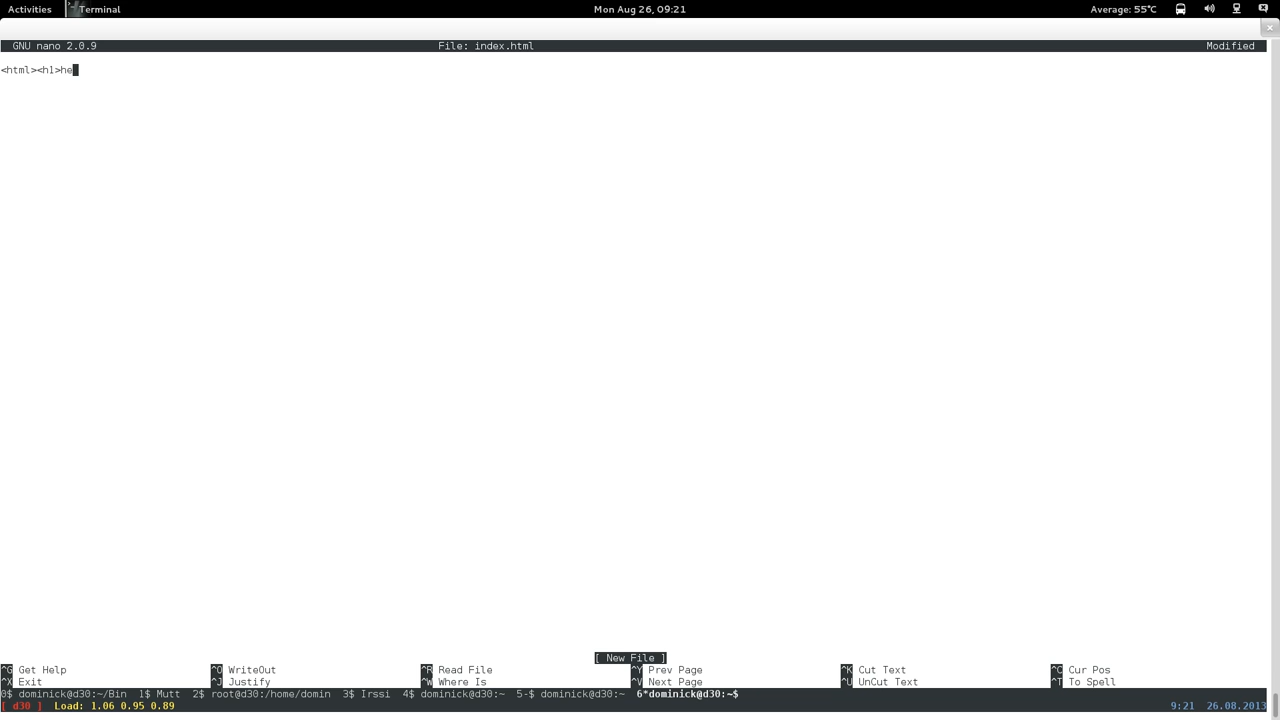 Activities Terminal Mon Aug 26, 09:21 Average: 55°C
GNU nano 2.0.9 File: index.html Modified
<html><h1>he
[ New File ]
^G Get Help ^O WriteOut ^R Read File ^Y Prev Page ^K Cut Text ^C Cur Pos
^X Exit ^J Justify ^W Where Is ^V Next Page ^U UnCut Text ^T To Spell
0$ dominick@d30:~/Bin 1$ Mutt 2$ root@d30:/home/domin 3$ Irssi 4$ dominick@d30:~ 5-$ dominick@d30:~ 6*dominick@d30:~$
[ d30 ] Load: 1.06 0.95 0.89 9:21 26.08.2013